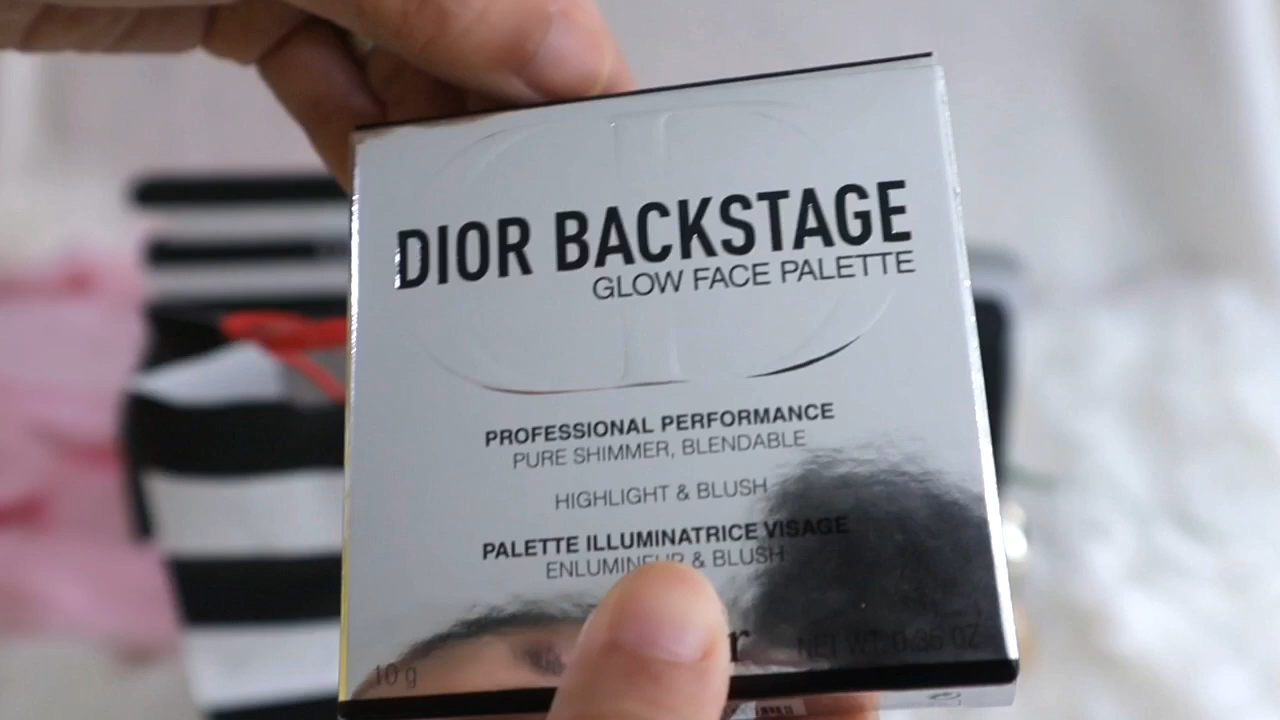 DIOR BACKSTAGE
GLOW FACE PALETTE
PROFESSIONAL PERFORMANCE
PURE SHIMMER, BLENDABLE
HIGHLIGHT & BLUSH
PALETTE ILLUMINATRICE VISAGE
ENLUMINEUR & BLUSH
10 g
NET WT. 0.35 OZ